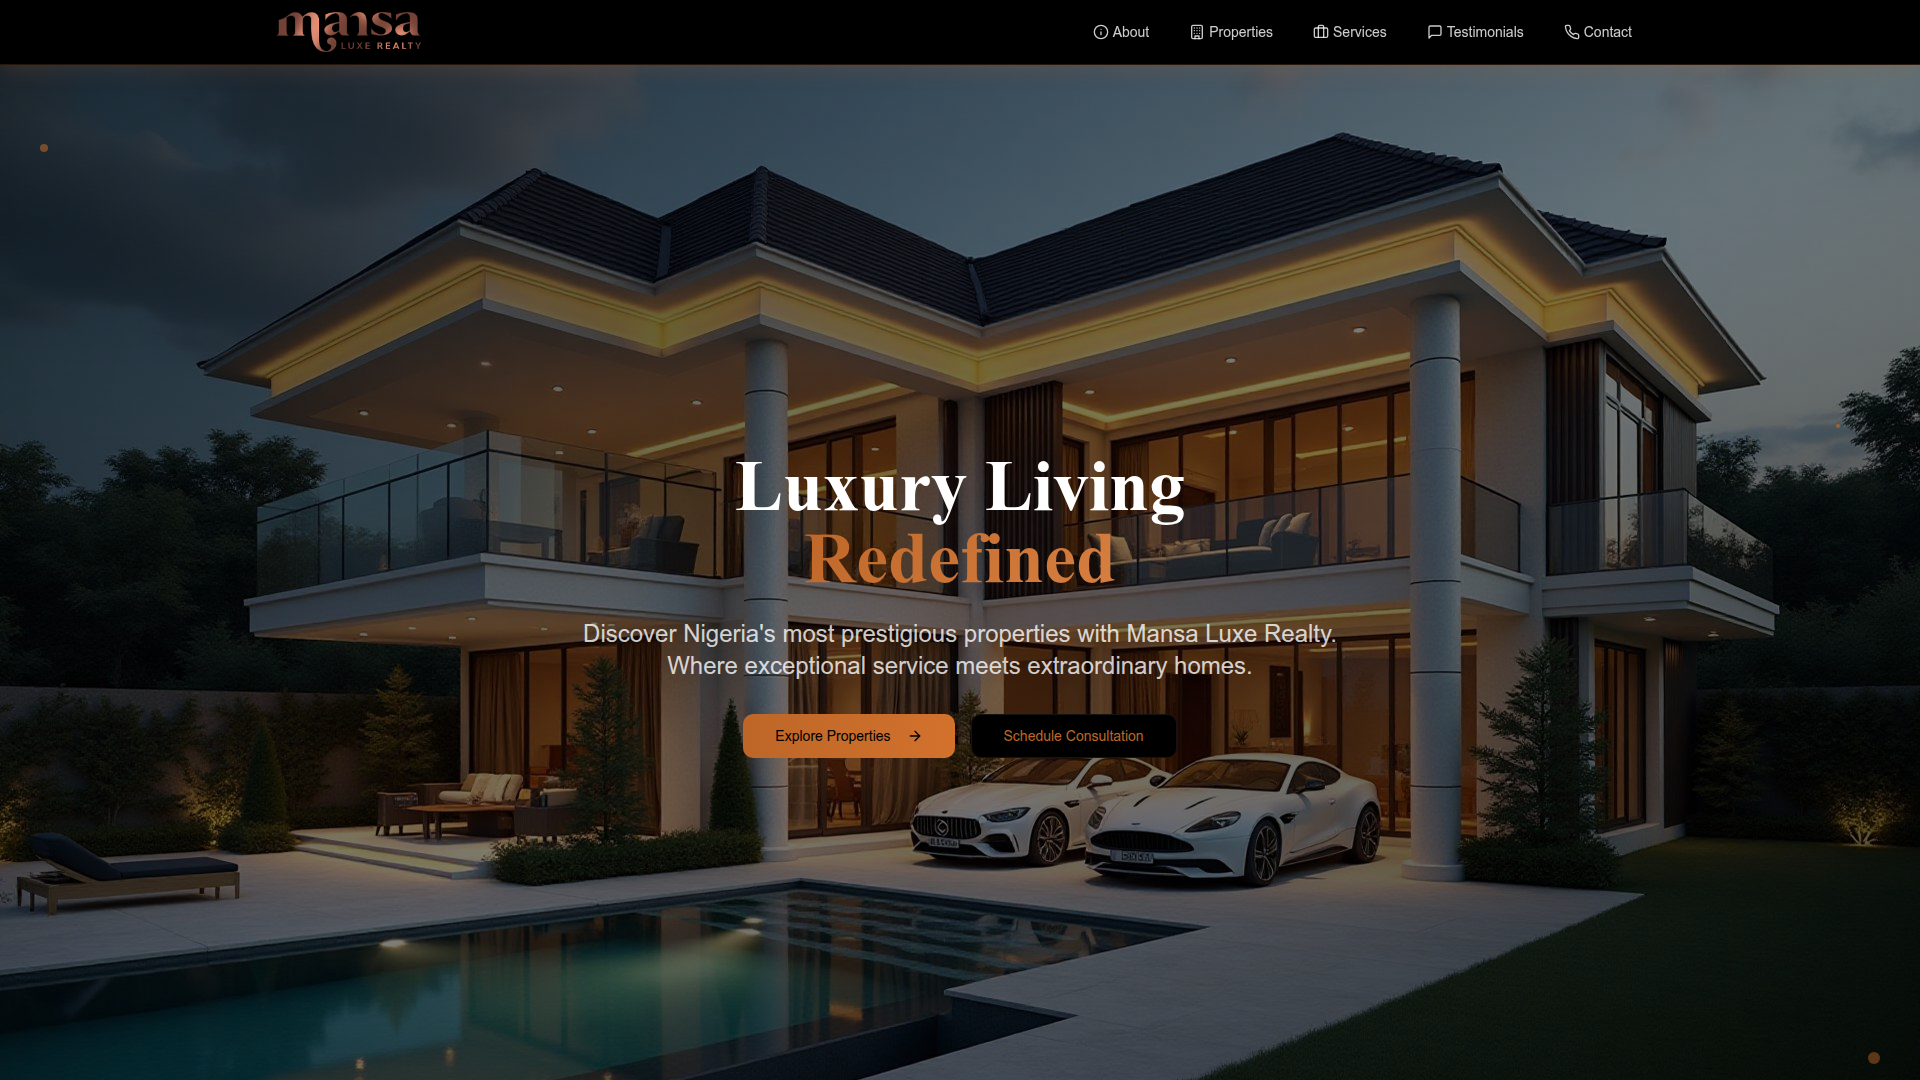 mansa
LUXE REALTY
About
Properties
Services
Testimonials
Contact
Luxury Living
Redefined
Discover Nigeria's most prestigious properties with Mansa Luxe Realty.
Where exceptional service meets extraordinary homes.
Explore Properties
Schedule Consultation